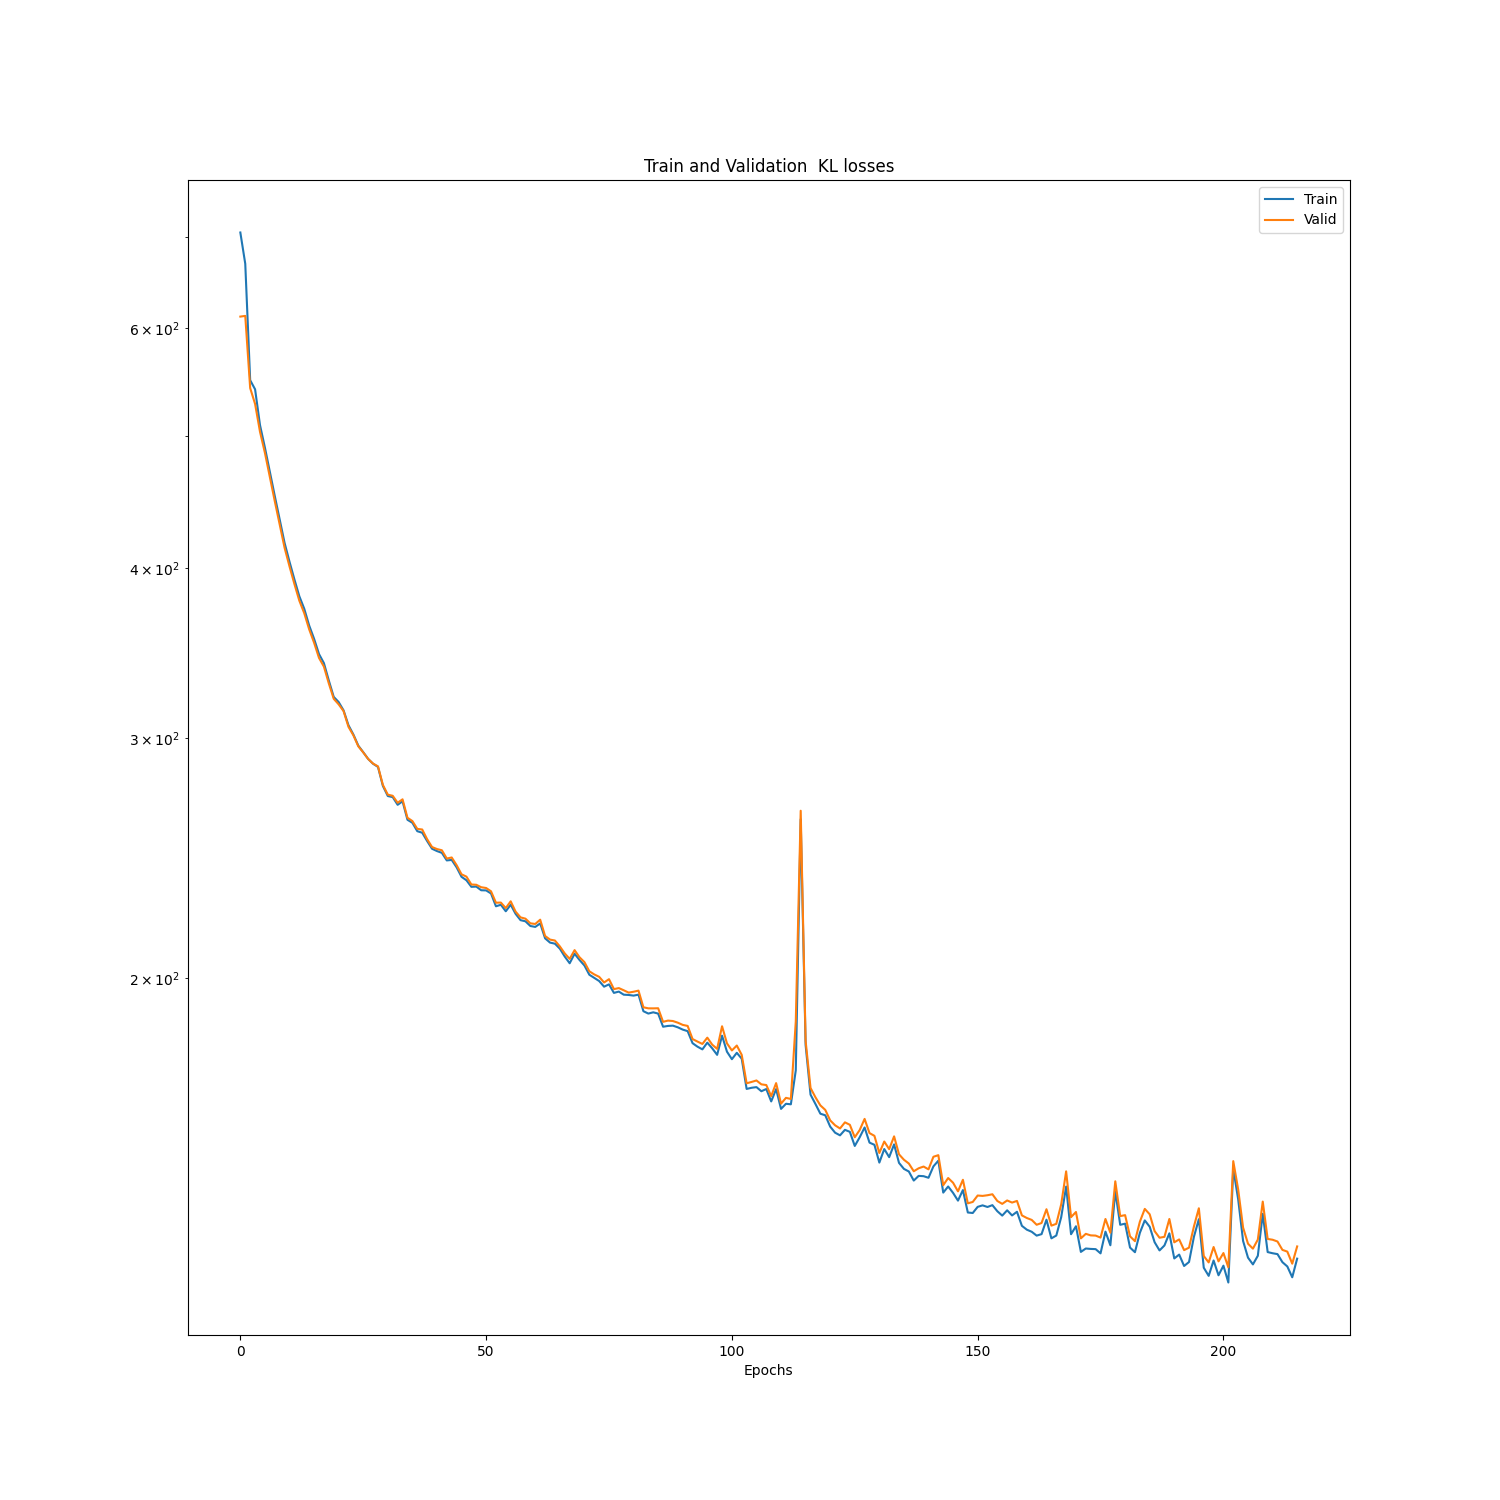 Train and Validation  KL losses
Train
Valid
6 × 10²
4 × 10²
3 × 10²
2 × 10²
0
50
100
150
200
Epochs